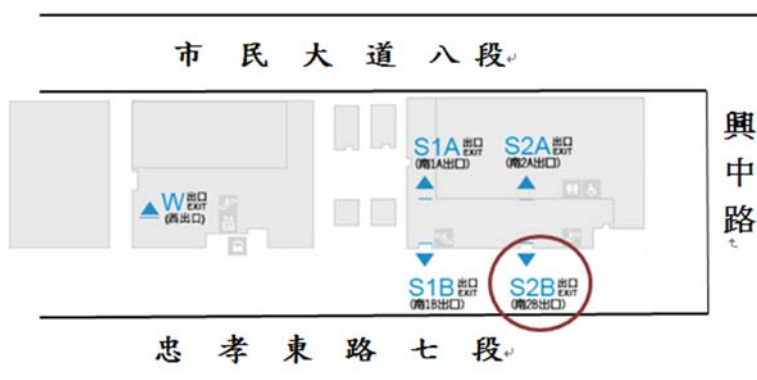 市民大道八段
S1A 出口 EXIT
(南1A出口)
S2A 出口 EXIT
(南2A出口)
興中路
W 出口 EXIT
(西出口)
S1B 出口 EXIT
(南1B出口)
S2B 出口 EXIT
(南2B出口)
忠孝東路七段